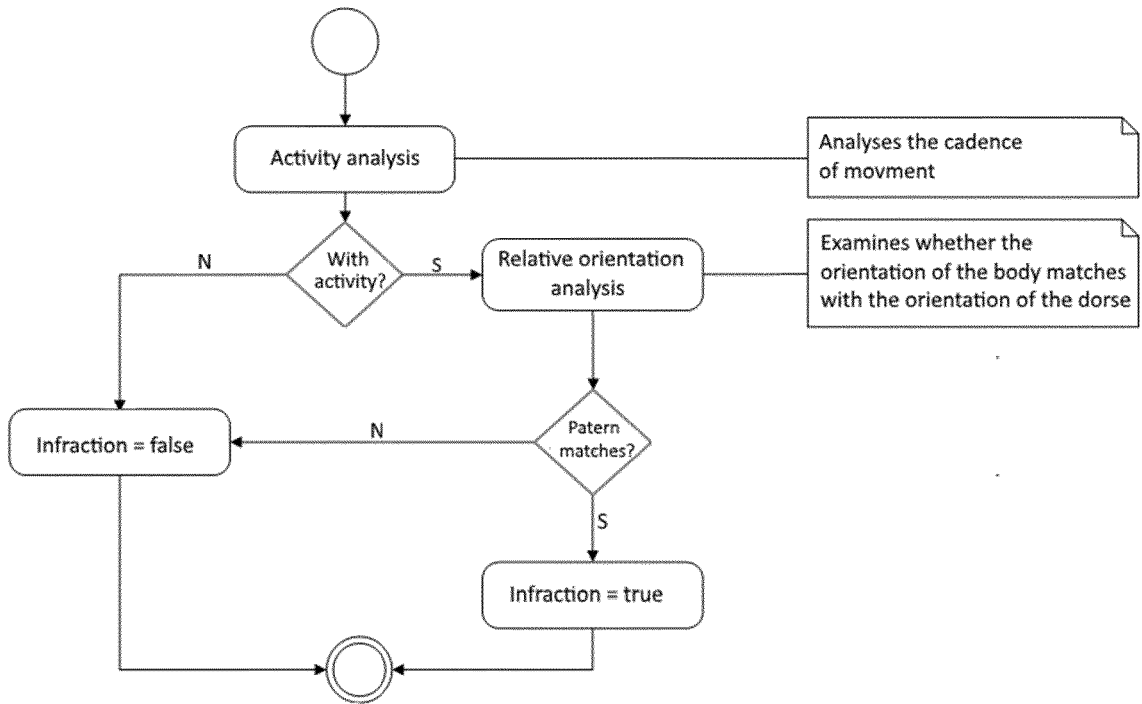 Activity analysis
Analyses the cadence
of movment
With
activity?
N
S
Relative orientation
analysis
Examines whether the
orientation of the body matches
with the orientation of the dorse
Infraction = false
N
Patern
matches?
S
Infraction = true